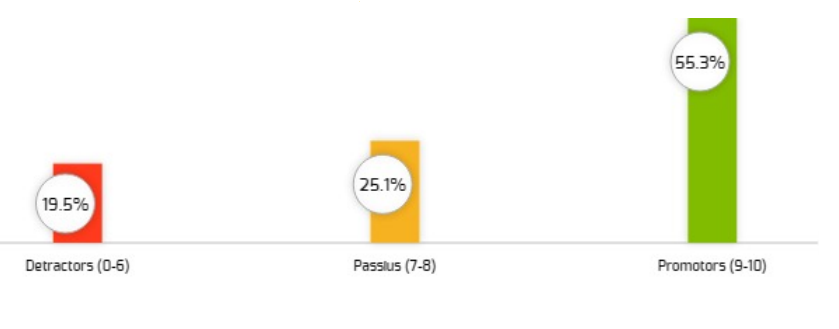 55.3%
25.1%
19.5%
Detractors (0-6) Passius (7-8) Promotors (9-10)